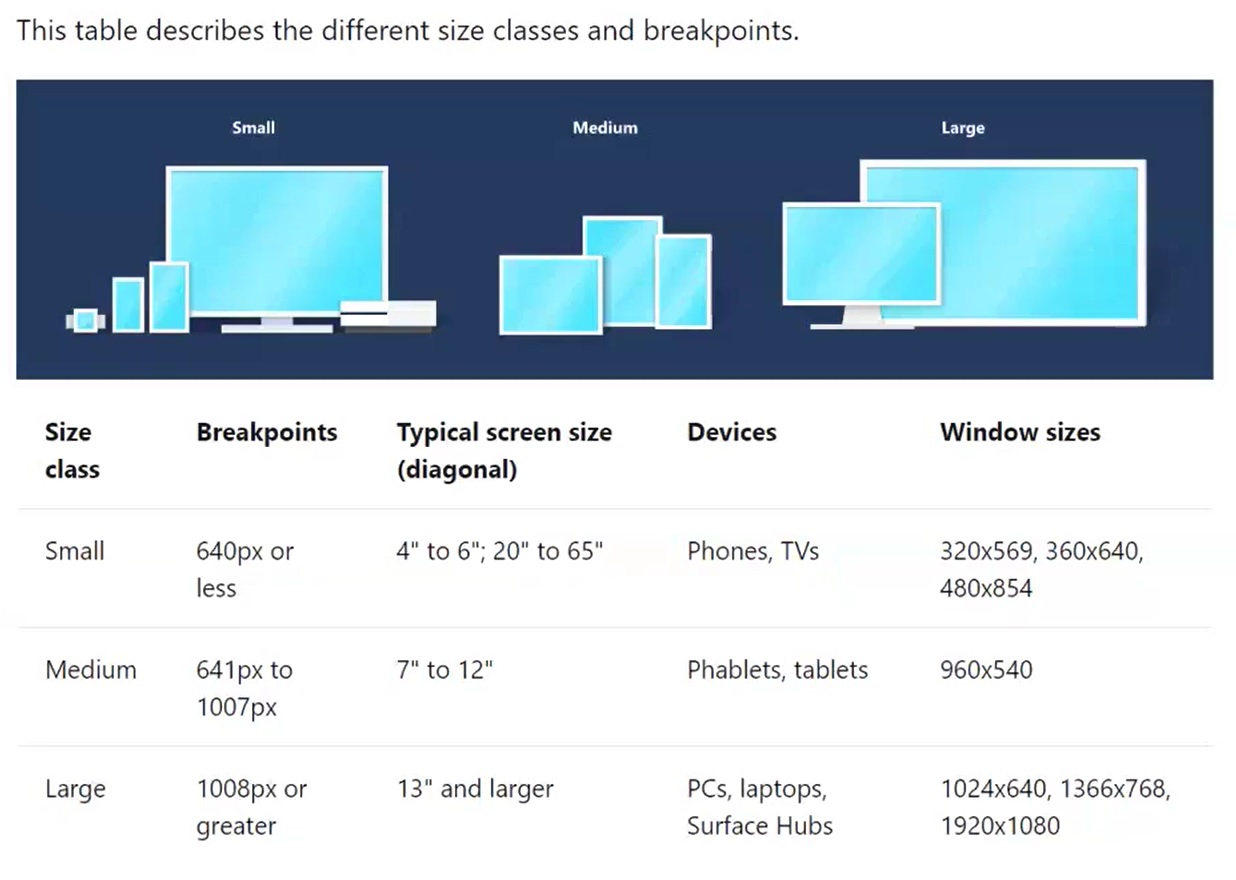 This table describes the different size classes and breakpoints.
Small Medium Large
Size class Breakpoints Typical screen size (diagonal) Devices Window sizes
Small 640px or less 4" to 6"; 20" to 65" Phones, TVs 320x569, 360x640, 480x854
Medium 641px to 1007px 7" to 12" Phablets, tablets 960x540
Large 1008px or greater 13" and larger PCs, laptops, Surface Hubs 1024x640, 1366x768, 1920x1080